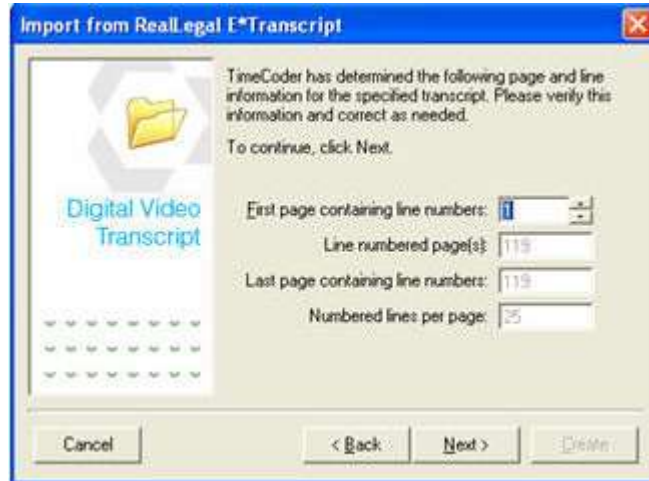 Import from RealLegal E*Transcript
TimeCoder has determined the following page and line
information for the specified transcript. Please verify this
information and correct as needed.
To continue, click Next.
Digital Video
Transcript
First page containing line numbers: 1
Line numbered page(s): 119
Last page containing line numbers: 119
Numbered lines per page: 25
Cancel
< Back
Next >
Create